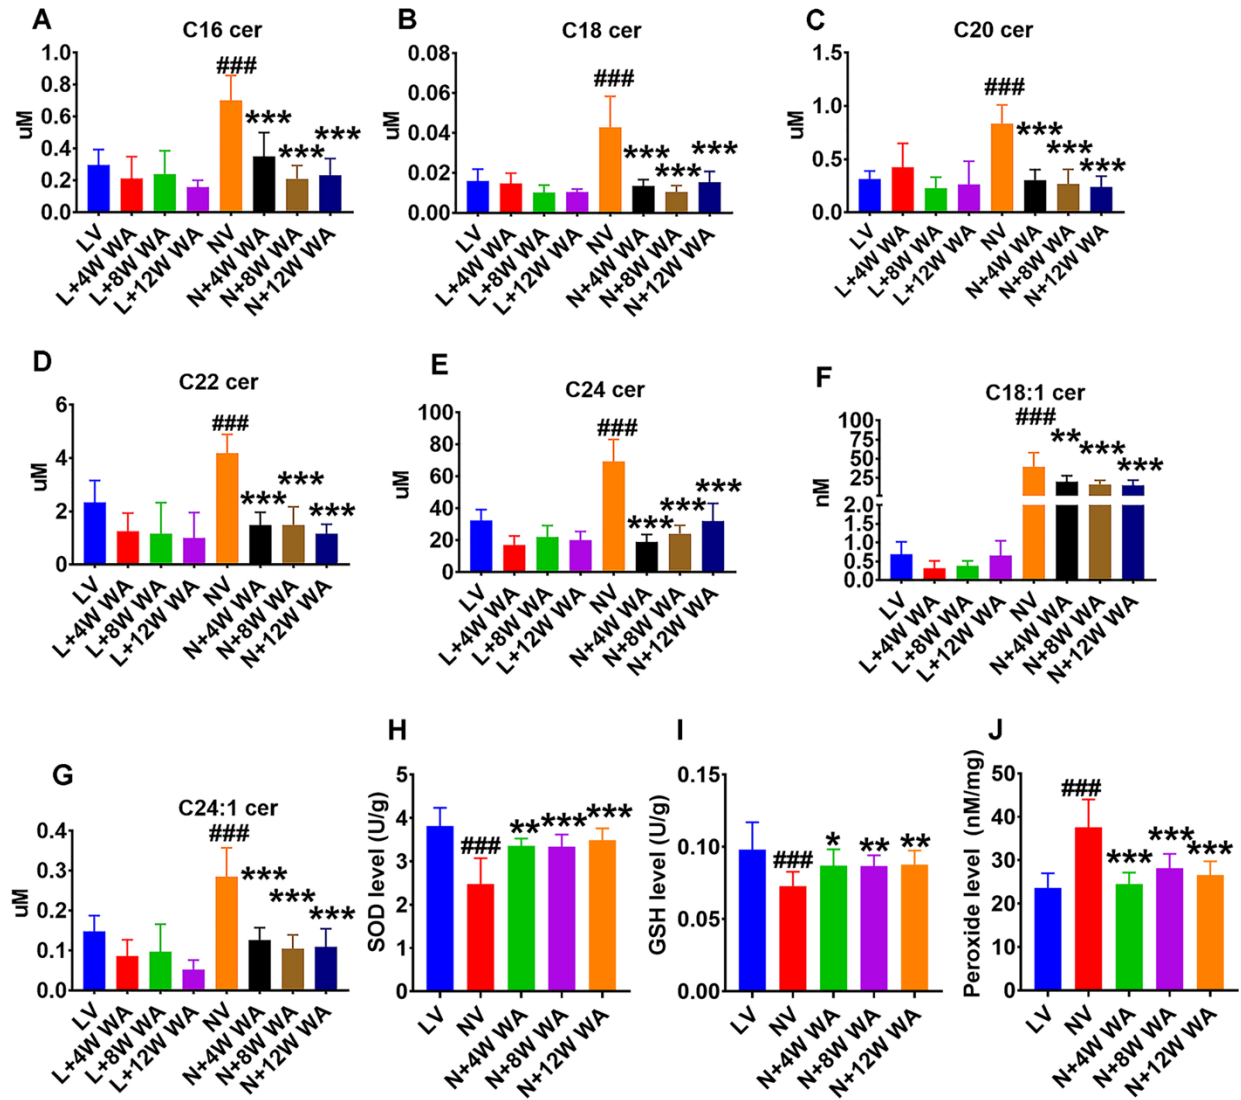 A
C16 cer
uM
1.0
0.8
0.6
0.4
0.2
0.0
###
***
***
***
LV
L+4W WA
L+8W WA
L+12W WA
NV
N+4W WA
N+8W WA
N+12W WA
B
C18 cer
uM
0.08
0.06
0.04
0.02
0.00
###
***
***
***
LV
L+4W WA
L+8W WA
L+12W WA
NV
N+4W WA
N+8W WA
N+12W WA
C
C20 cer
uM
1.5
1.0
0.5
0.0
###
***
***
***
LV
L+4W WA
L+8W WA
L+12W WA
NV
N+4W WA
N+8W WA
N+12W WA
D
C22 cer
uM
6
4
2
0
###
***
***
***
LV
L+4W WA
L+8W WA
L+12W WA
NV
N+4W WA
N+8W WA
N+12W WA
E
C24 cer
uM
100
80
60
40
20
0
###
***
***
***
LV
L+4W WA
L+8W WA
L+12W WA
NV
N+4W WA
N+8W WA
N+12W WA
F
C18:1 cer
nM
100
75
50
25
2.0
1.5
1.0
0.5
0.0
###
**
***
***
LV
L+4W WA
L+8W WA
L+12W WA
NV
N+4W WA
N+8W WA
N+12W WA
G
C24:1 cer
uM
0.4
0.3
0.2
0.1
0.0
###
***
***
***
LV
L+4W WA
L+8W WA
L+12W WA
NV
N+4W WA
N+8W WA
N+12W WA
H
SOD level (U/g)
5
4
3
2
1
0
###
**
***
***
LV
NV
N+4W WA
N+8W WA
N+12W WA
I
GSH level (U/g)
0.15
0.10
0.05
0.00
###
*
**
**
LV
NV
N+4W WA
N+8W WA
N+12W WA
J
Peroxide level (nM/mg)
50
40
30
20
10
0
###
***
***
***
LV
NV
N+4W WA
N+8W WA
N+12W WA